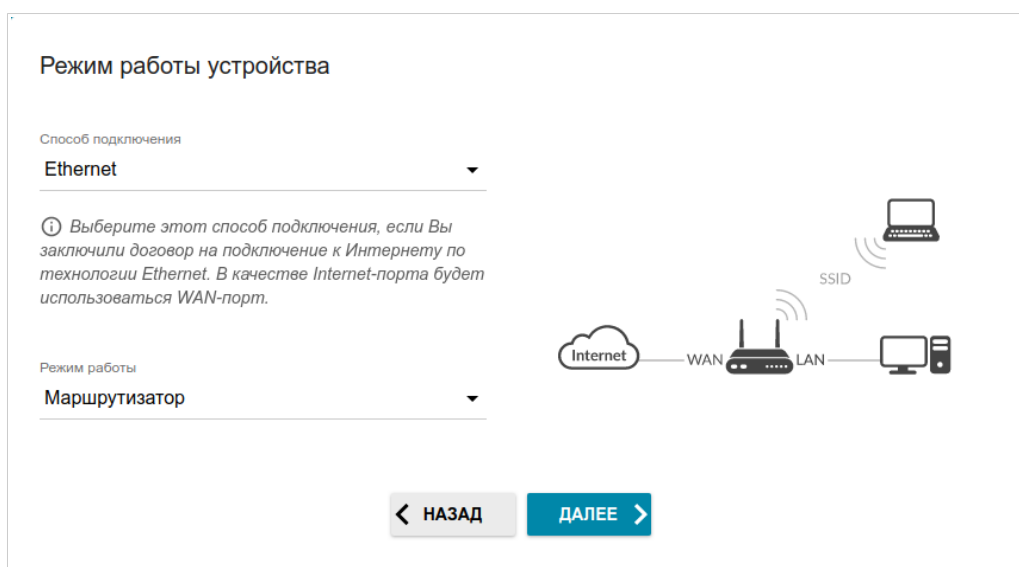 Режим работы устройства
Способ подключения
Ethernet
Выберите этот способ подключения, если Вы
заключили договор на подключение к Интернету по
технологии Ethernet. В качестве Internet-порта будет
использоваться WAN-порт.
Режим работы
Маршрутизатор
SSID
Internet
WAN
LAN
НАЗАД
ДАЛЕЕ